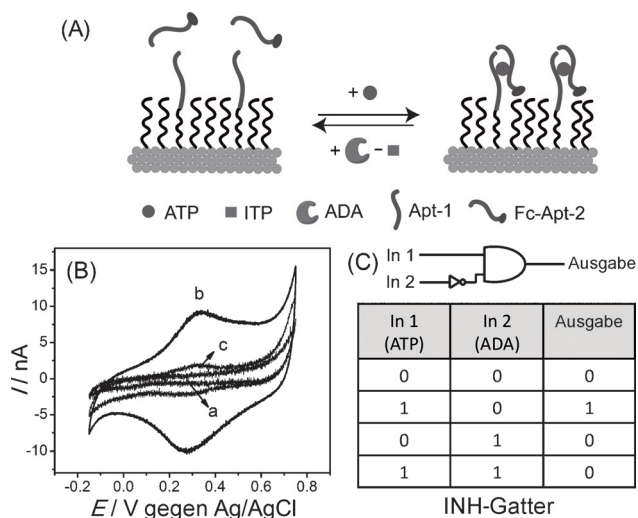 (A)
+
+ −
ATP ITP ADA Apt-1 Fc-Apt-2
(B)
15
10
5
0
-5
-10
I / nA
b
c
a
-0.2 0.0 0.2 0.4 0.6 0.8
E / V gegen Ag/AgCl
(C)
In 1
In 2
Ausgabe
In 1 (ATP) In 2 (ADA) Ausgabe
0 0 0
1 0 1
0 1 0
1 1 0
INH-Gatter